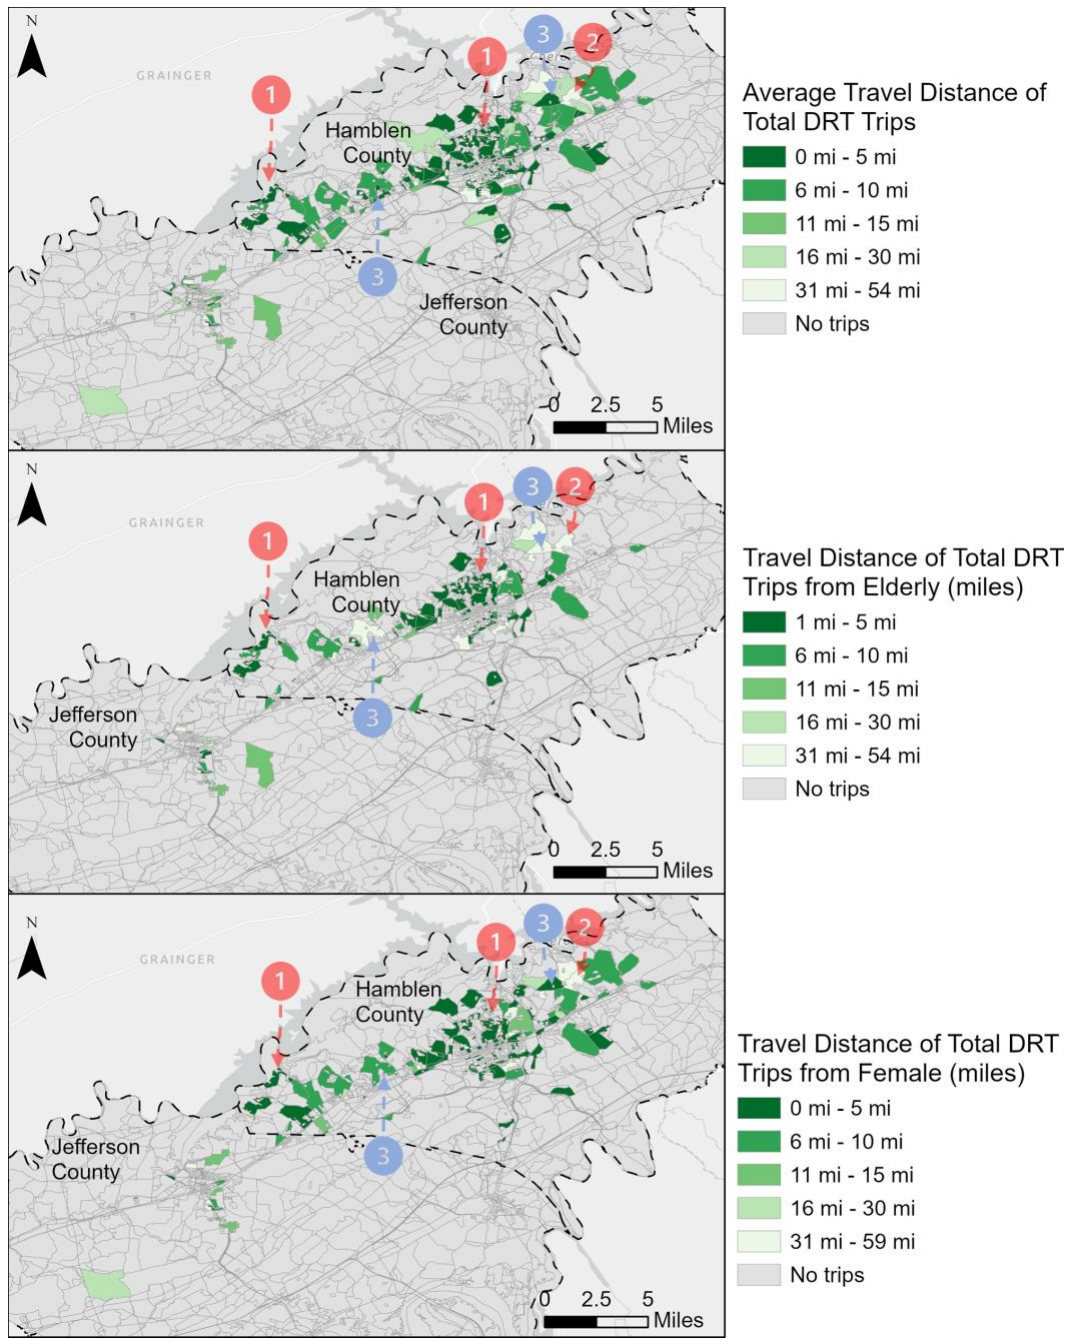 N
GRAINGER
1
1
3
2
Hamblen
County
3
Jefferson
County
0 2.5 5
Miles
Average Travel Distance of
Total DRT Trips
0 mi - 5 mi
6 mi - 10 mi
11 mi - 15 mi
16 mi - 30 mi
31 mi - 54 mi
No trips
N
GRAINGER
1
1
3
2
Hamblen
County
Jefferson
County
3
0 2.5 5
Miles
Travel Distance of Total DRT
Trips from Elderly (miles)
1 mi - 5 mi
6 mi - 10 mi
11 mi - 15 mi
16 mi - 30 mi
31 mi - 54 mi
No trips
N
GRAINGER
1
1
3
2
Hamblen
County
Jefferson
County
3
0 2.5 5
Miles
Travel Distance of Total DRT
Trips from Female (miles)
0 mi - 5 mi
6 mi - 10 mi
11 mi - 15 mi
16 mi - 30 mi
31 mi - 59 mi
No trips